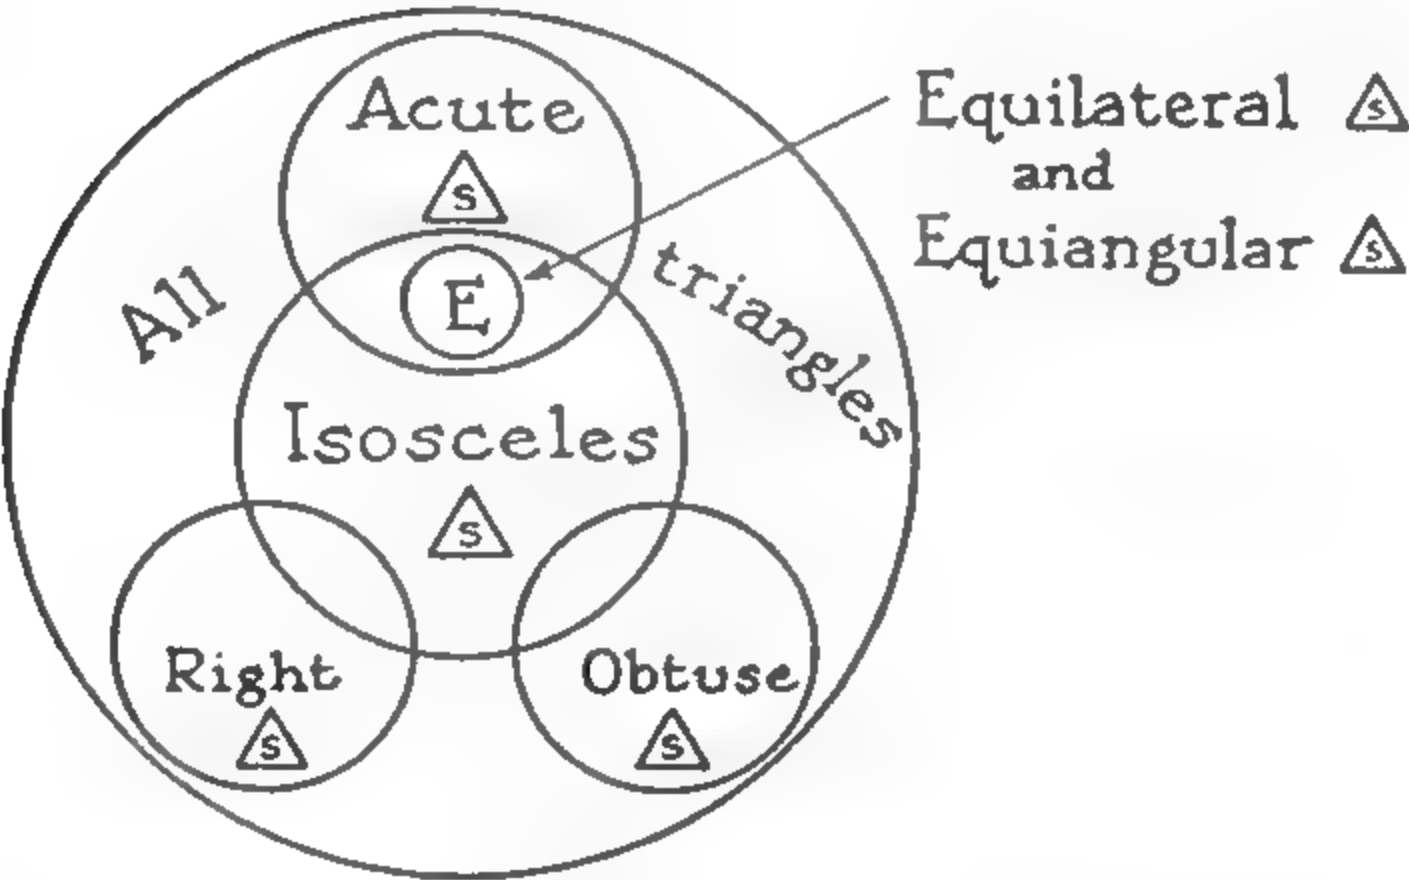 Acute
s
Equilateral s
and
Equiangular s
E
All triangles
Isosceles
s
Right
s
Obtuse
s